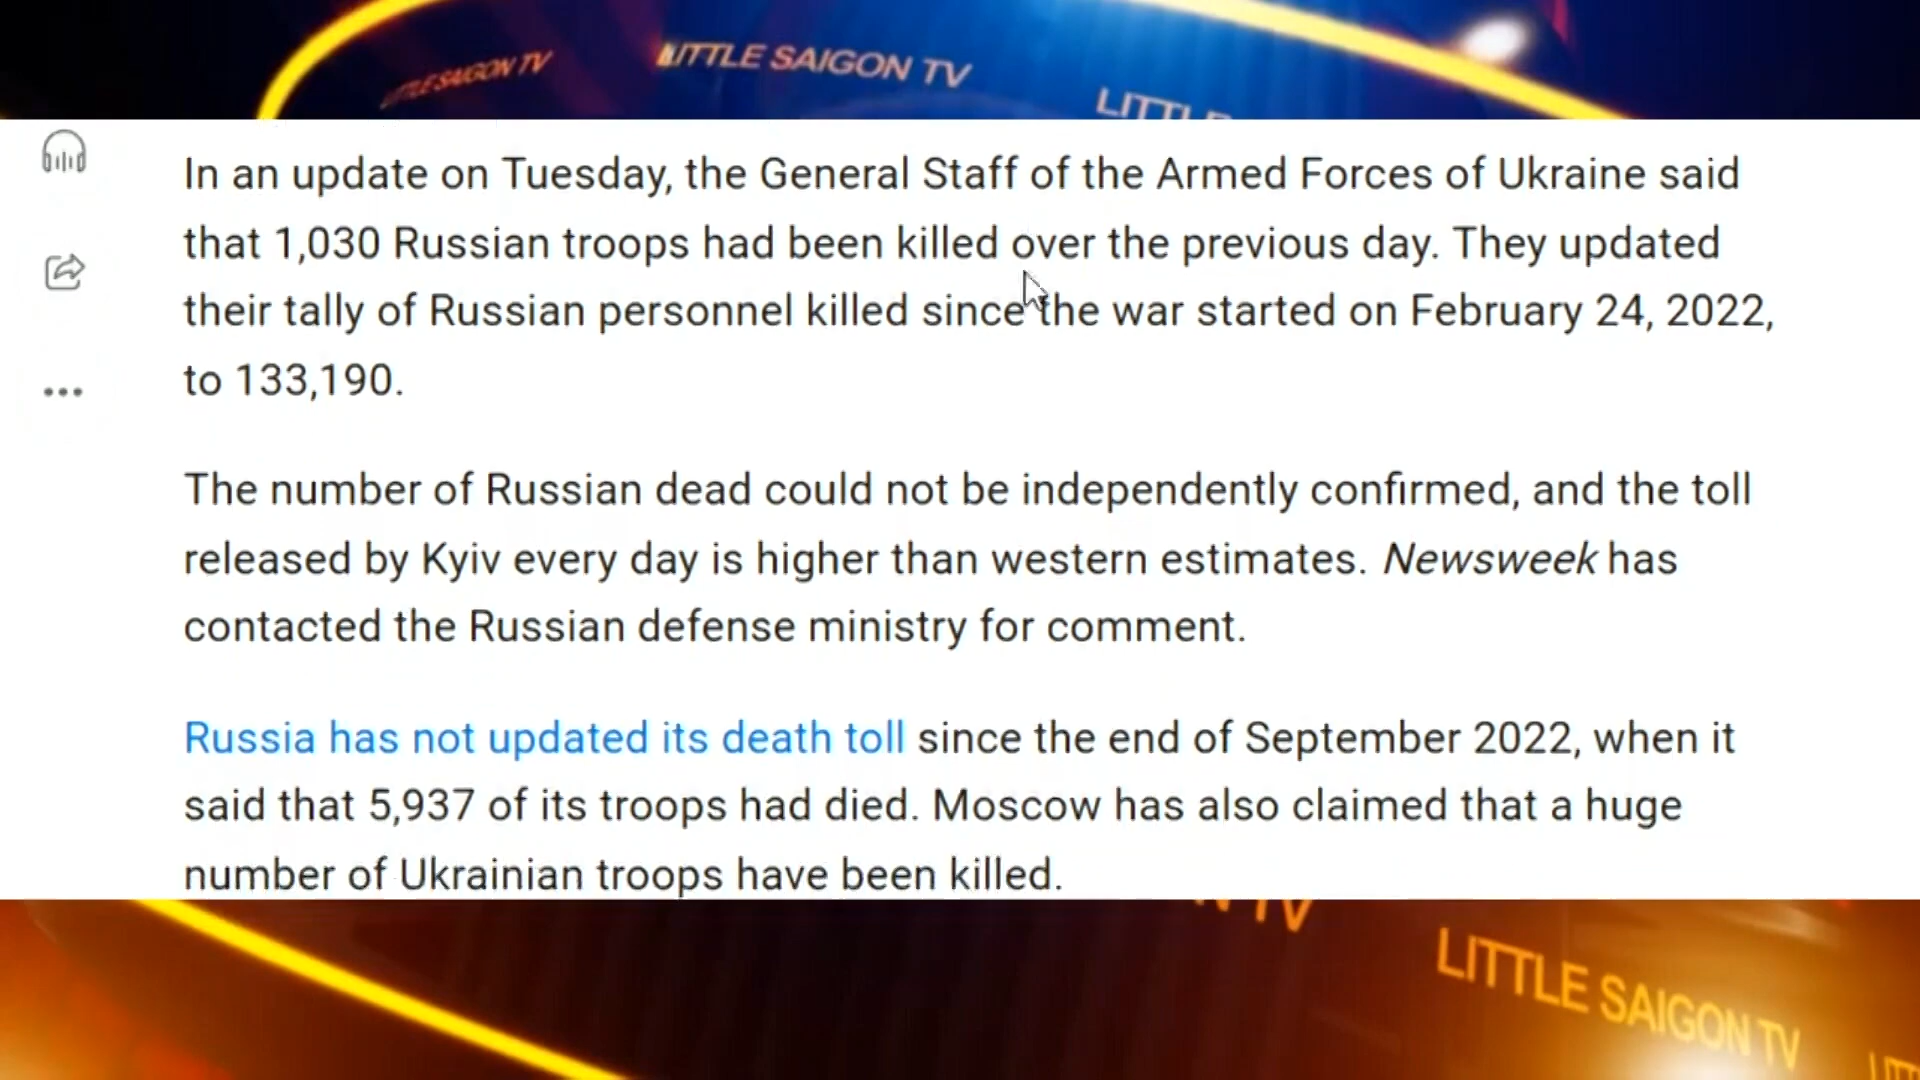 LITTLE SAIGON TV
LITTLE SAIGON TV
In an update on Tuesday, the General Staff of the Armed Forces of Ukraine said
that 1,030 Russian troops had been killed over the previous day. They updated
their tally of Russian personnel killed since the war started on February 24, 2022,
to 133,190.
The number of Russian dead could not be independently confirmed, and the toll
released by Kyiv every day is higher than western estimates. Newsweek has
contacted the Russian defense ministry for comment.
Russia has not updated its death toll since the end of September 2022, when it
said that 5,937 of its troops had died. Moscow has also claimed that a huge
number of Ukrainian troops have been killed.
TV
LITTLE SAIGON TV